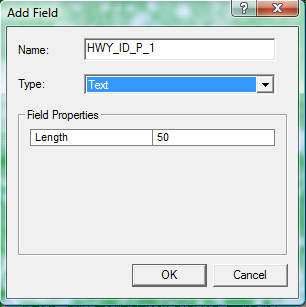 Add Field
Name: HWY_ID_P_1
Type: Text
Field Properties
Length 50
OK Cancel